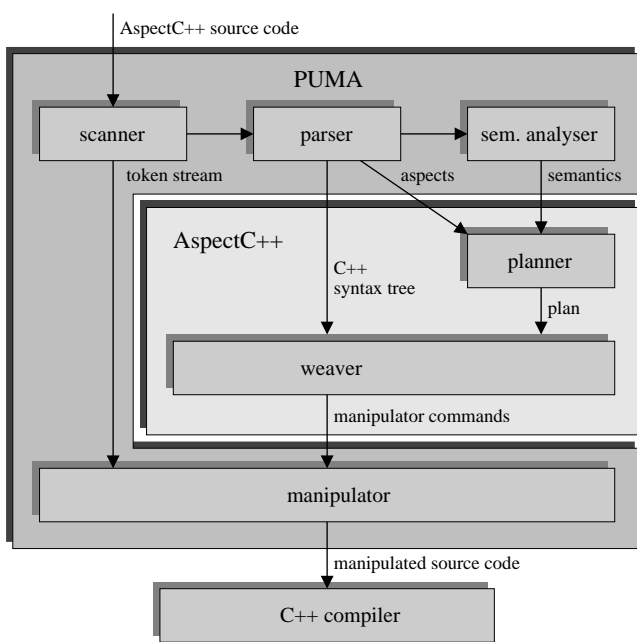 AspectC++ source code
PUMA
scanner
parser
sem. analyser
token stream
aspects
semantics
AspectC++
planner
C++
syntax tree
plan
weaver
manipulator commands
manipulator
manipulated source code
C++ compiler